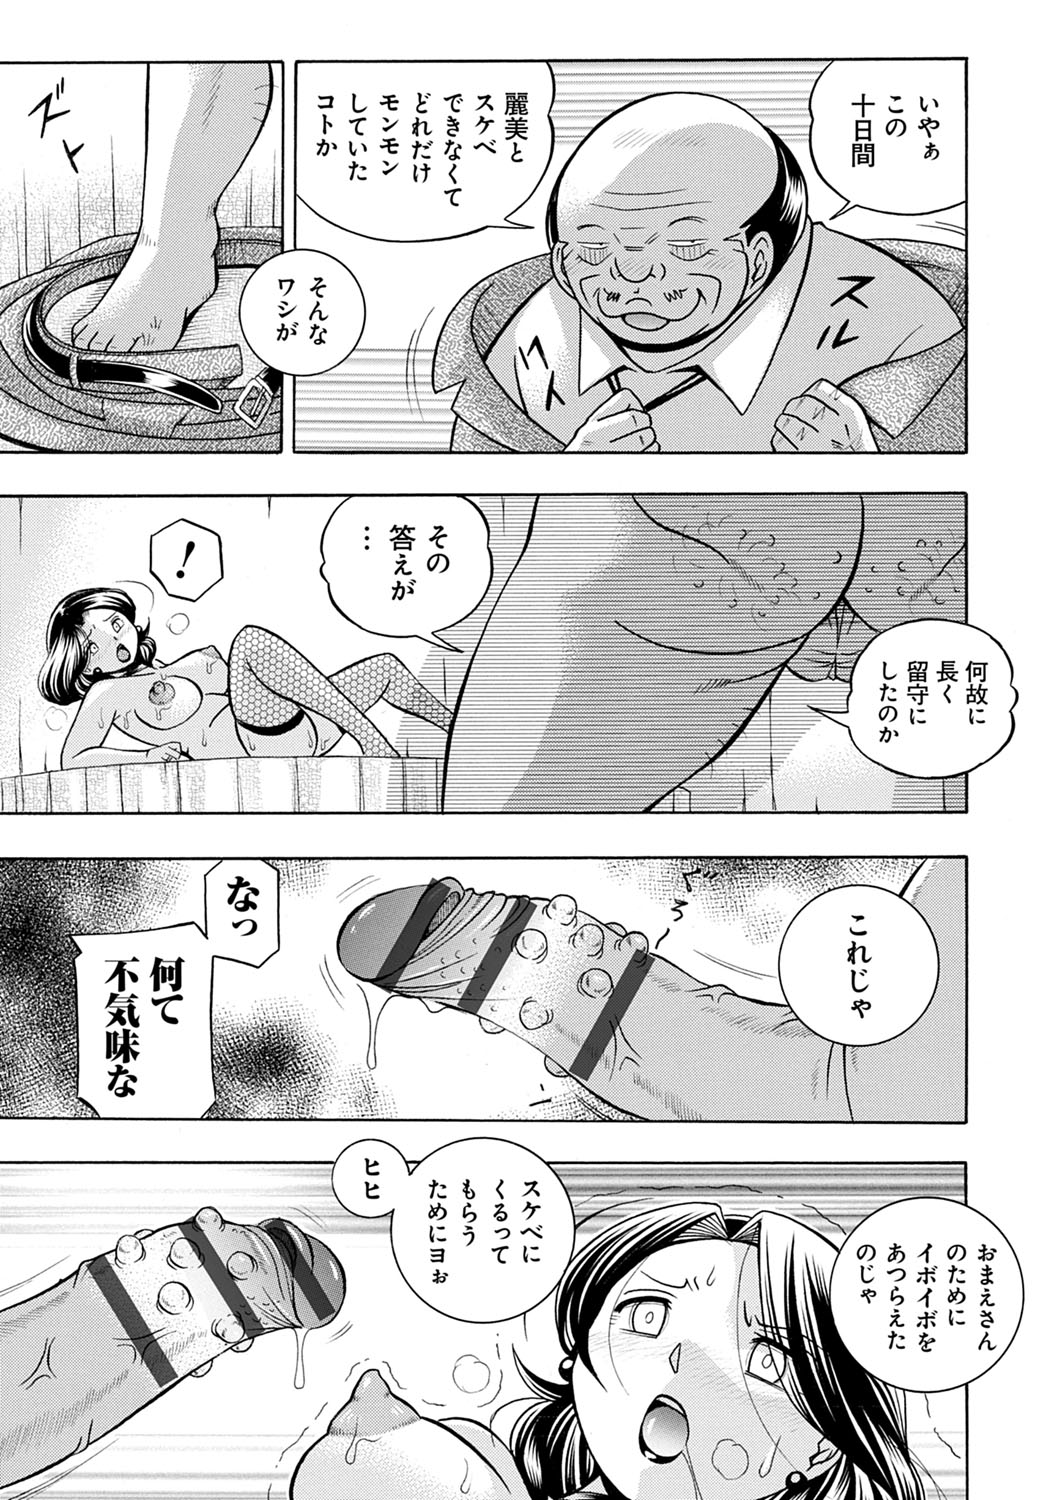 いやぁ
この
十日間
麗美と
スケベ
できなくて
どれだけ
モンモン
していた
コトか
スル
そんな
ワシが
ズ
ト
何故に
長く
留守に
したのか
その
答えが
…
！
これじゃ
ぐろっ
なっ
何て
不気味な
おまえさん
のために
イボイボを
あつらえた
のじゃ
スケベに
くるって
もらう
ためにヨぉ
ヒヒ